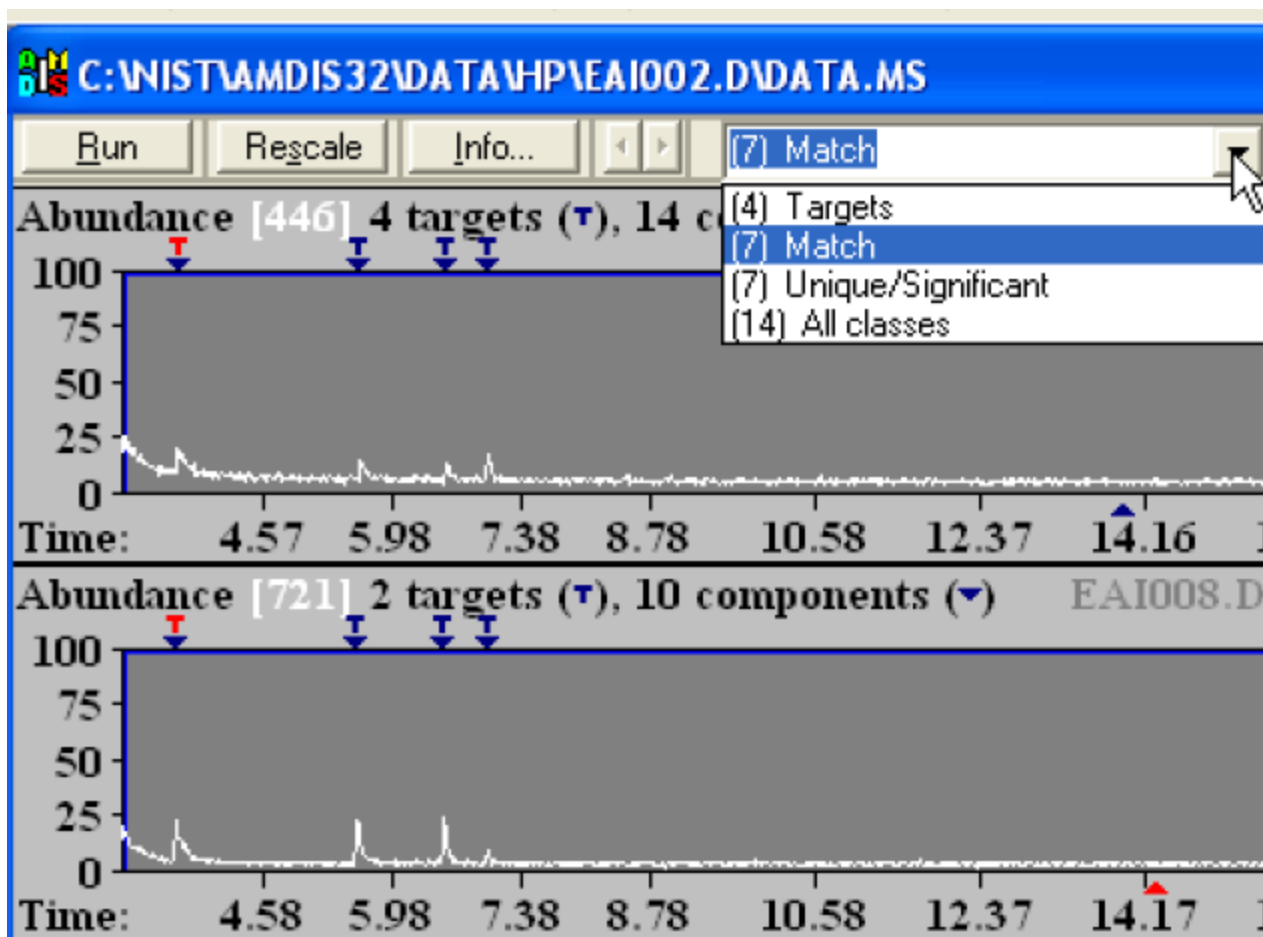 C:\NIST\AMDIS32\DATA\HP\EAI002.D\DATA.MS
Run Rescale Info... (7) Match
(4) Targets
(7) Match
(7) Unique/Significant
(14) All classes
Abundance [446] 4 targets (T), 14 c
T T T T
100
75
50
25
0
Time: 4.57 5.98 7.38 8.78 10.58 12.37 14.16 1
Abundance [721] 2 targets (T), 10 components (▼) EAI008.D
T T T T
100
75
50
25
0
Time: 4.58 5.98 7.38 8.78 10.58 12.37 14.17 1